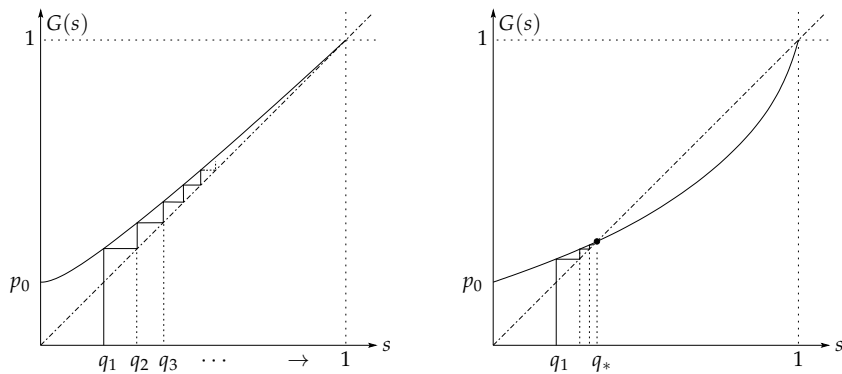 G(s)
1
p₀
q₁ q₂ q₃ ··· → 1 s
G(s)
1
p₀
q₁ q* 1 s